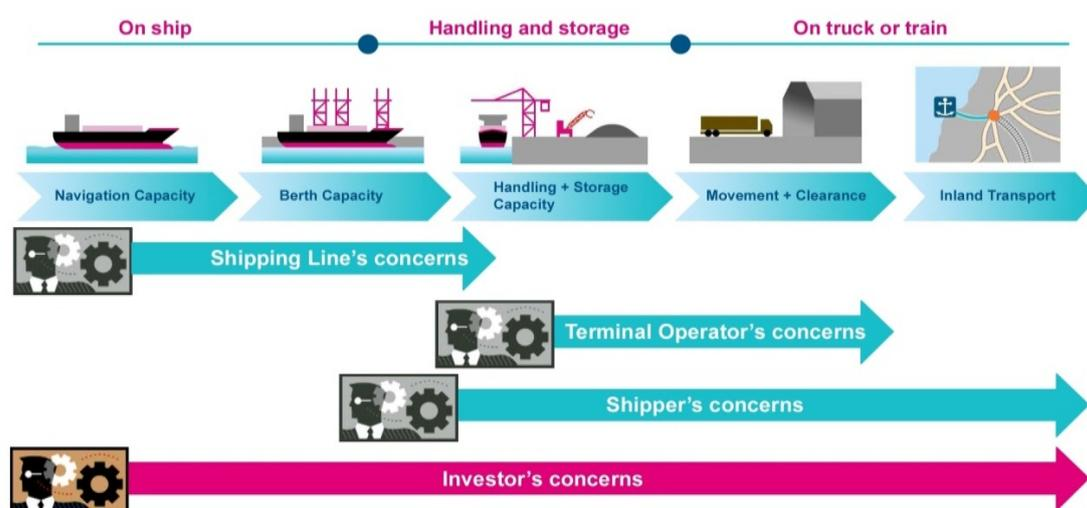 On ship
Handling and storage
On truck or train
Navigation Capacity
Berth Capacity
Handling + Storage
Capacity
Movement + Clearance
Inland Transport
Shipping Line's concerns
Terminal Operator's concerns
Shipper's concerns
Investor's concerns